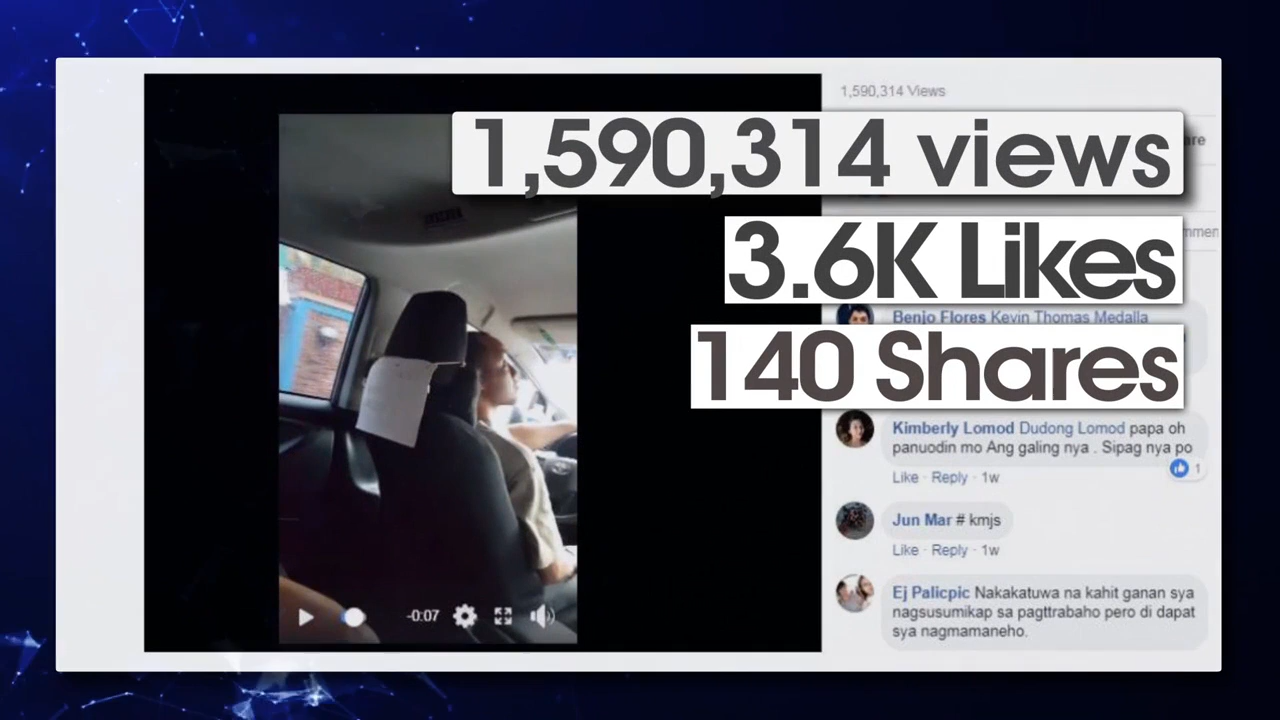 1,590,314 Views
1,590,314 views
3.6K Likes
140 Shares
Benjo Flores Kevin Thomas Medalla
Kimberly Lomod Dudong Lomod papa oh
panuodin mo Ang galing nya . Sipag nya po
1
Like · Reply · 1w
Jun Mar # kmjs
Like · Reply · 1w
Ej Palicpic Nakakatuwa na kahit ganan sya
nagsusumikap sa pagttrabaho pero di dapat
sya nagmamaneho.
-0:07